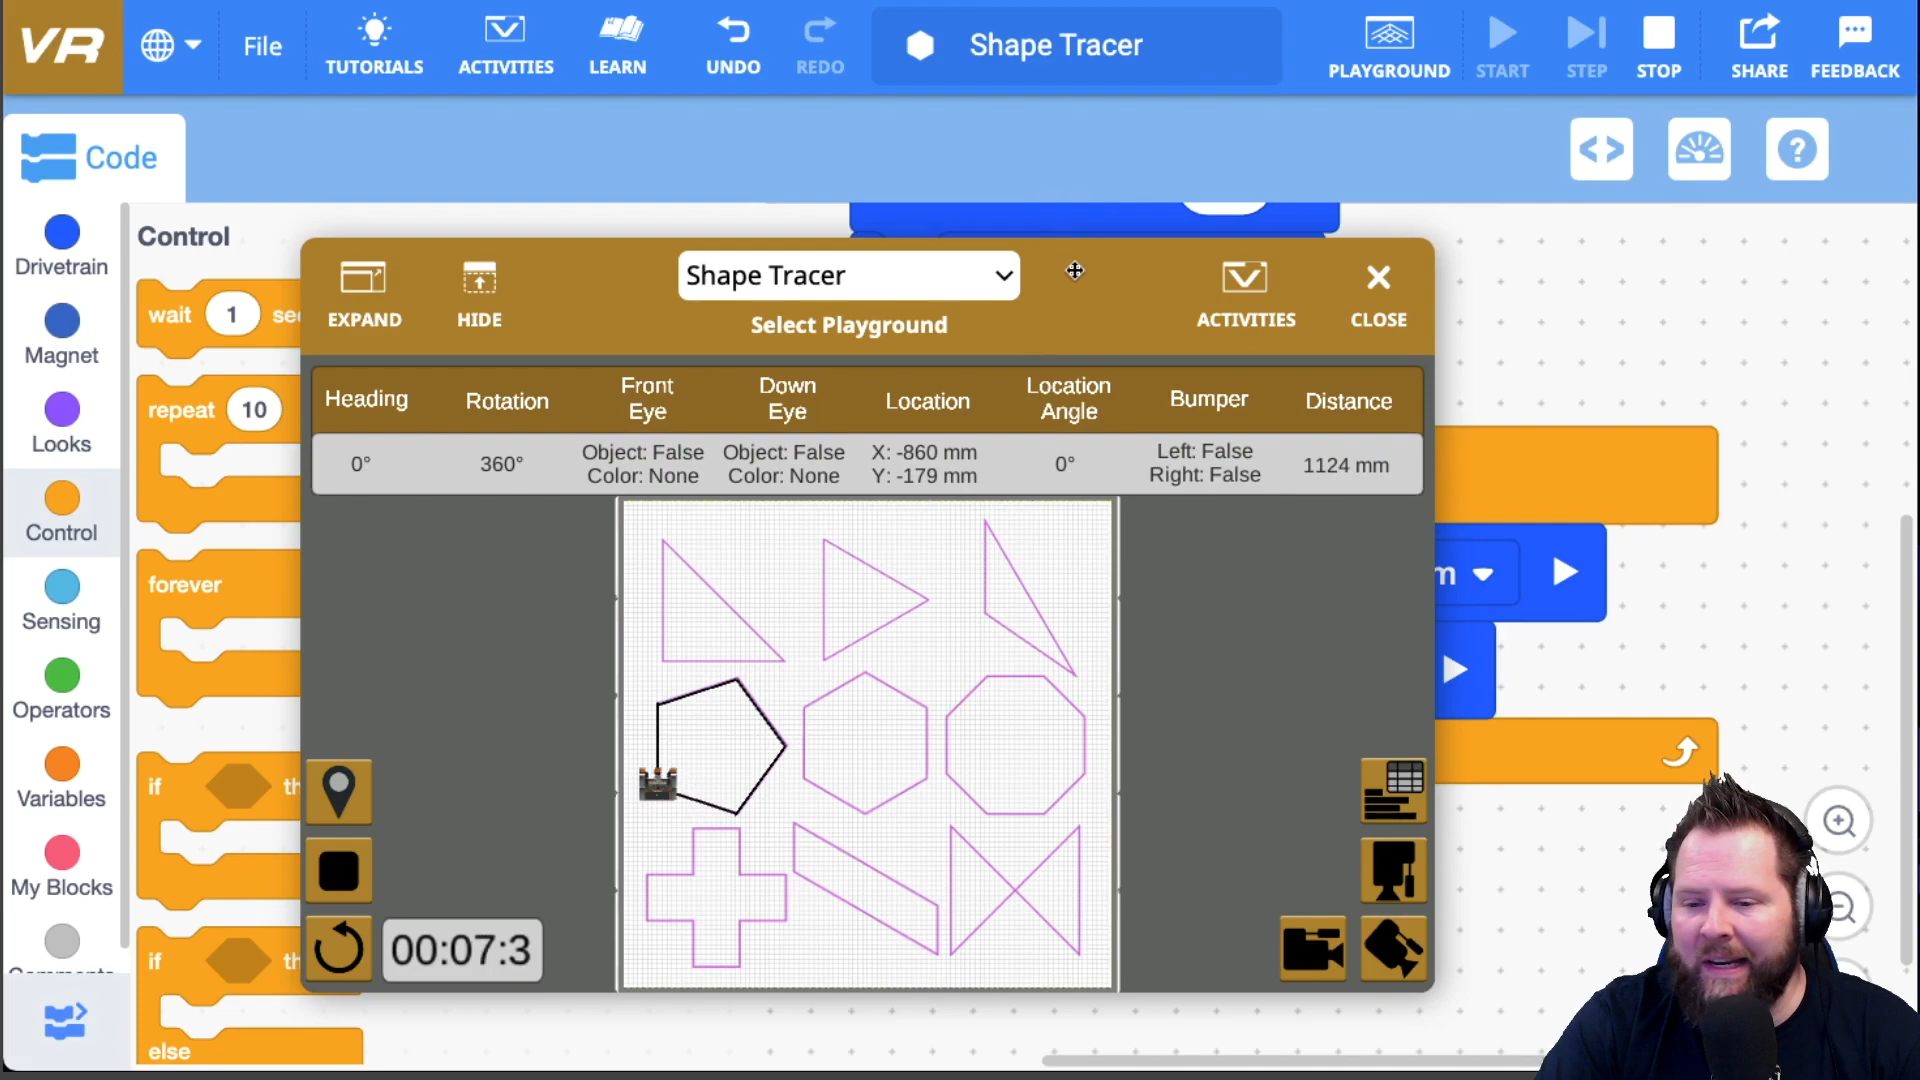 VR
File
TUTORIALS
ACTIVITIES
LEARN
UNDO
REDO
Shape Tracer
PLAYGROUND
START
STEP
STOP
SHARE
FEEDBACK
Code
Drivetrain
Magnet
Looks
Control
Sensing
Operators
Variables
My Blocks
Control
wait 1
repeat 10
forever
if
if
else
EXPAND
HIDE
Shape Tracer
Select Playground
ACTIVITIES
CLOSE
Heading
Rotation
Front
Eye
Down
Eye
Location
Location
Angle
Bumper
Distance
0°
360°
Object: False
Color: None
Object: False
Color: None
X: -860 mm
Y: -179 mm
0°
Left: False
Right: False
1124 mm
00:07:3